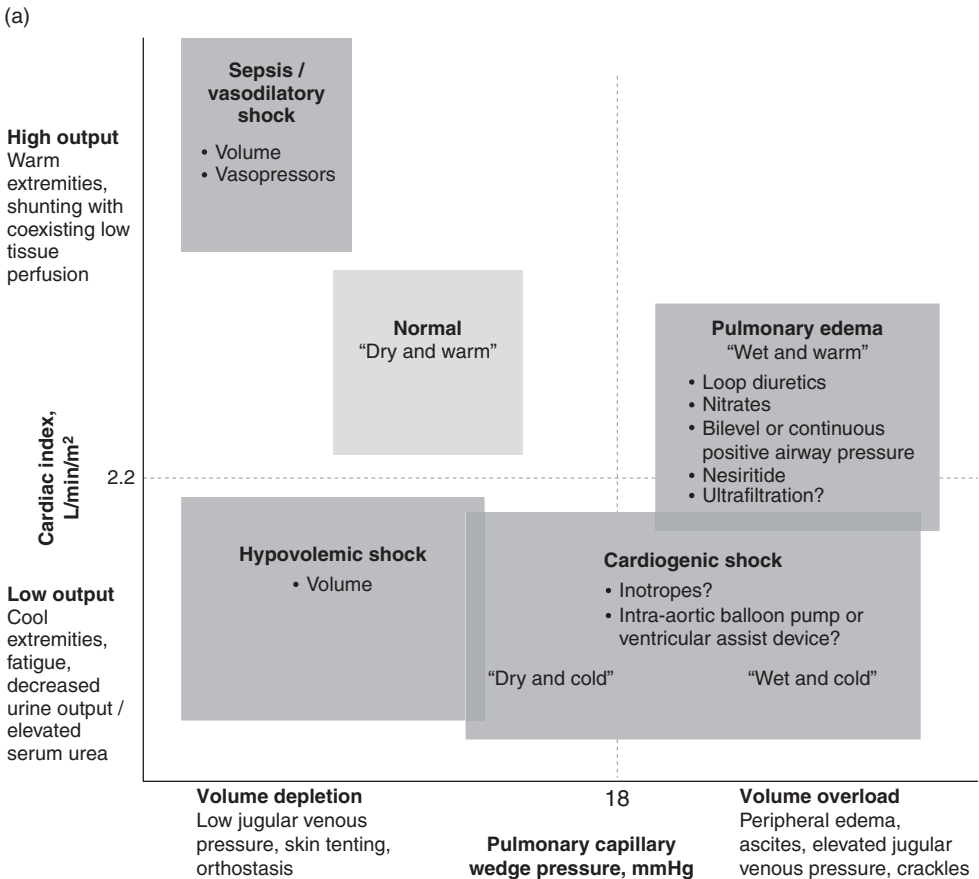 (a)
Sepsis /
vasodilatory
shock
• Volume
• Vasopressors
High output
Warm
extremities,
shunting with
coexisting low
tissue
perfusion
Normal
“Dry and warm”
Pulmonary edema
“Wet and warm”
• Loop diuretics
• Nitrates
• Bilevel or continuous
positive airway pressure
• Nesiritide
• Ultrafiltration?
Cardiac index,
L/min/m²
2.2
Hypovolemic shock
• Volume
Cardiogenic shock
• Inotropes?
• Intra-aortic balloon pump or
ventricular assist device?
“Dry and cold” “Wet and cold”
Low output
Cool
extremities,
fatigue,
decreased
urine output /
elevated
serum urea
Volume depletion
Low jugular venous
pressure, skin tenting,
orthostasis
18
Pulmonary capillary
wedge pressure, mmHg
Volume overload
Peripheral edema,
ascites, elevated jugular
venous pressure, crackles